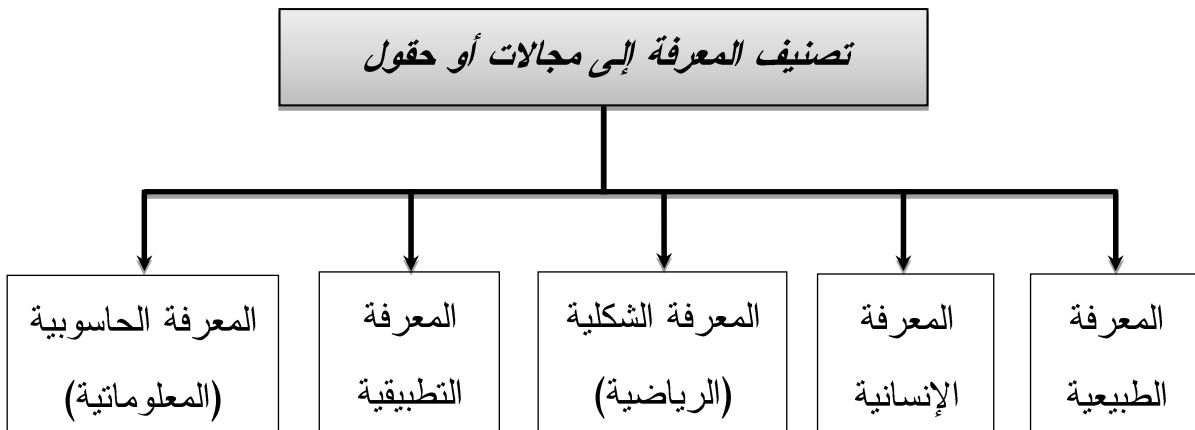 تصنيف المعرفة إلى مجالات أو حقول
المعرفة
الطبيعية
المعرفة
الإنسانية
المعرفة الشكلية
(الرياضية)
المعرفة
التطبيقية
المعرفة الحاسوبية
(المعلوماتية)